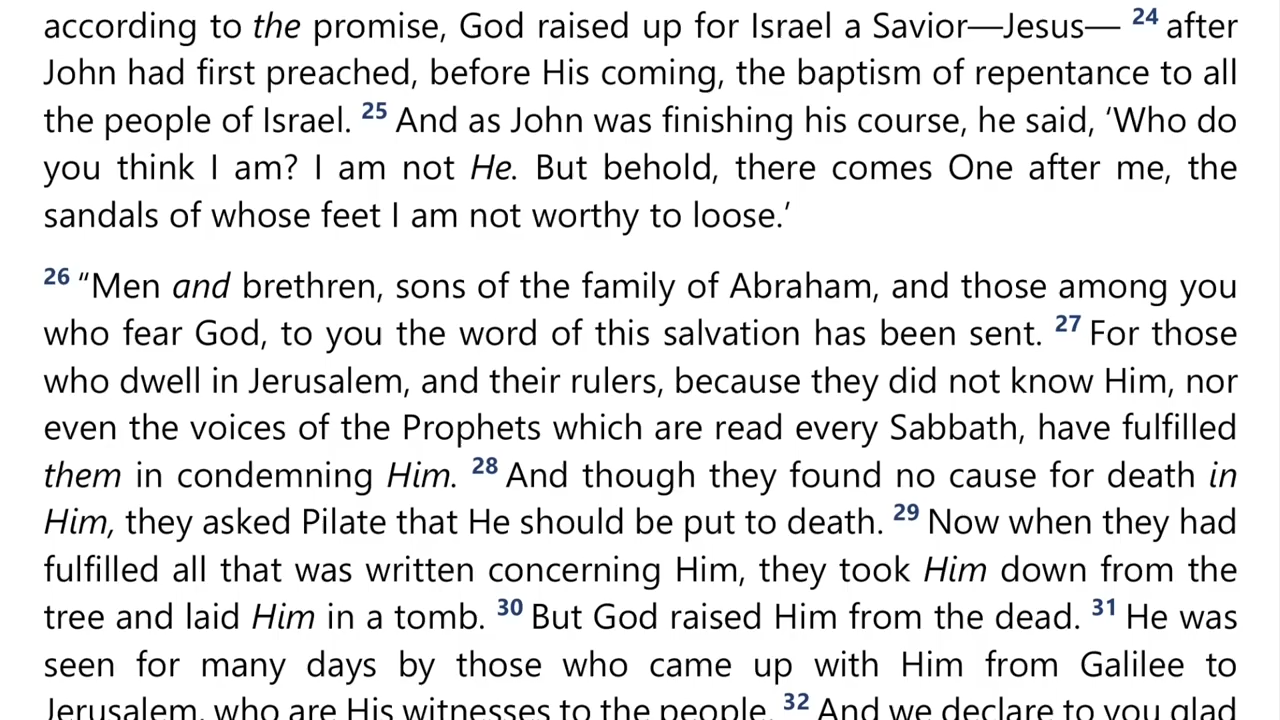 according to the promise, God raised up for Israel a Savior—Jesus— 24 after
John had first preached, before His coming, the baptism of repentance to all
the people of Israel. 25 And as John was finishing his course, he said, ‘Who do
you think I am? I am not He. But behold, there comes One after me, the
sandals of whose feet I am not worthy to loose.’
26 “Men and brethren, sons of the family of Abraham, and those among you
who fear God, to you the word of this salvation has been sent. 27 For those
who dwell in Jerusalem, and their rulers, because they did not know Him, nor
even the voices of the Prophets which are read every Sabbath, have fulfilled
them in condemning Him. 28 And though they found no cause for death in
Him, they asked Pilate that He should be put to death. 29 Now when they had
fulfilled all that was written concerning Him, they took Him down from the
tree and laid Him in a tomb. 30 But God raised Him from the dead. 31 He was
seen for many days by those who came up with Him from Galilee to
Jerusalem, who are His witnesses to the people. 32 And we declare to you glad